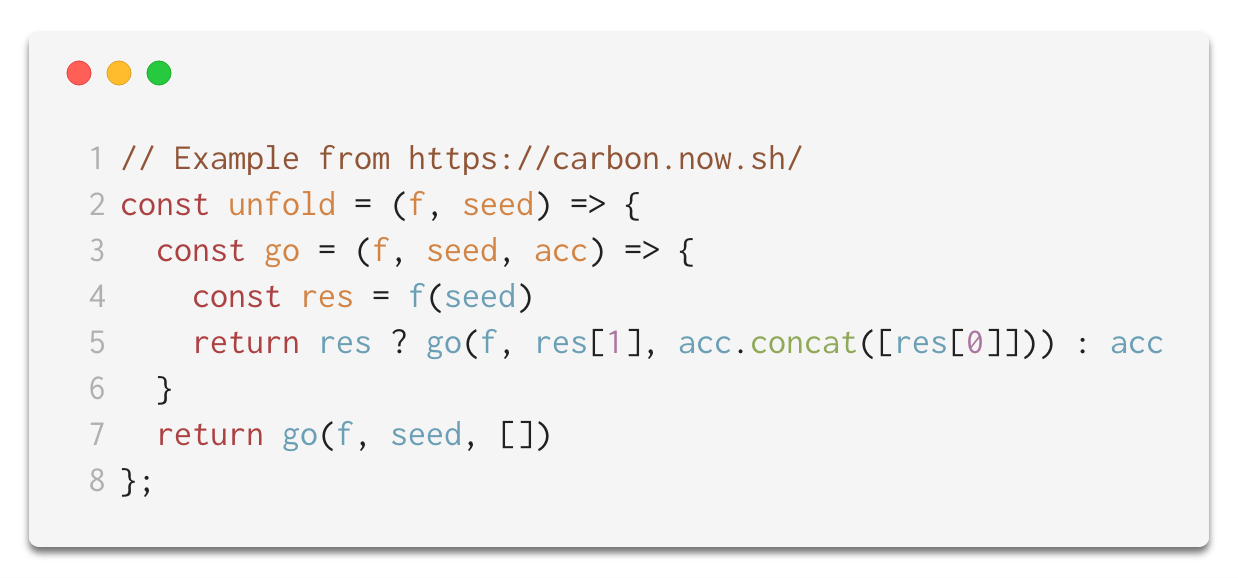 1 // Example from https://carbon.now.sh/
2 const unfold = (f, seed) => {
3   const go = (f, seed, acc) => {
4     const res = f(seed)
5     return res ? go(f, res[1], acc.concat([res[0]])) : acc
6   }
7   return go(f, seed, [])
8 };